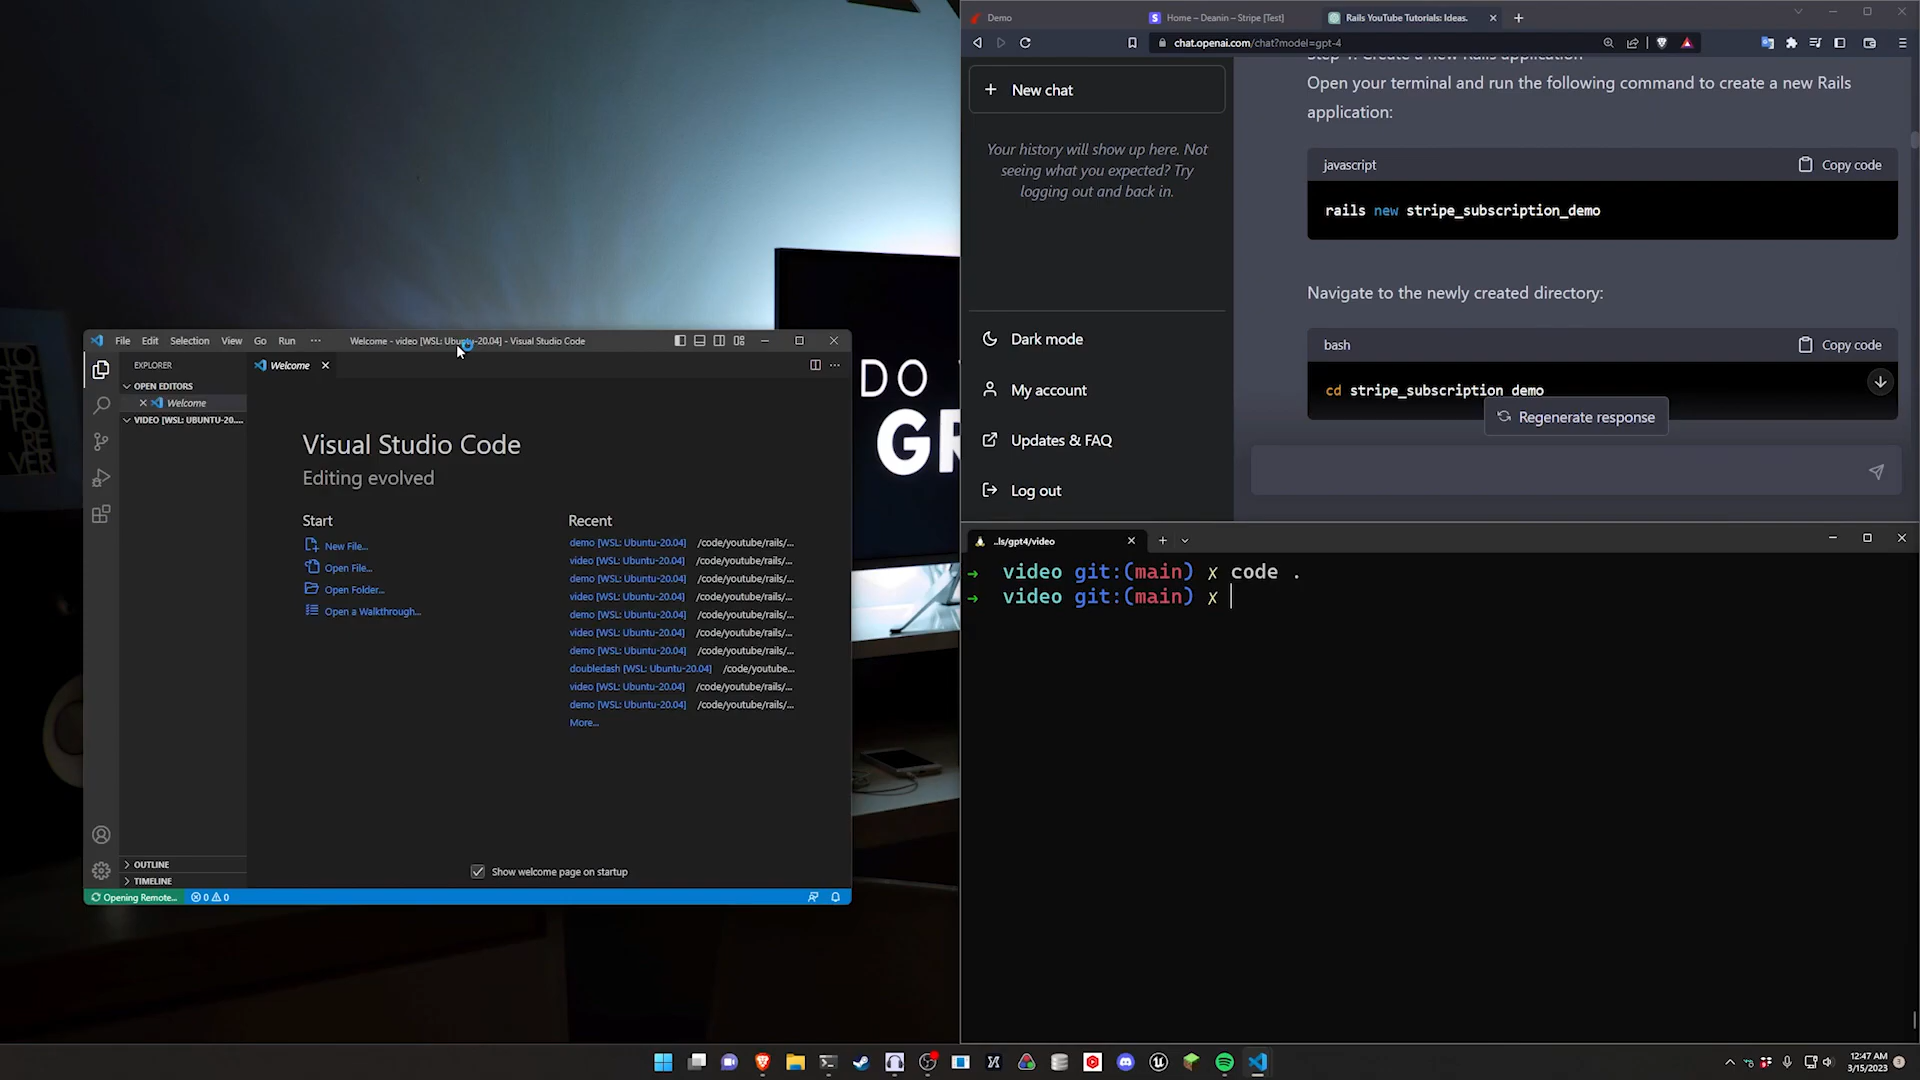 Demo
Home – Deanin – Stripe [Test]
Rails YouTube Tutorials: Ideas.
chat.openai.com/chat?model=gpt-4
New chat
Your history will show up here. Not
seeing what you expected? Try
logging out and back in.
Dark mode
My account
Updates & FAQ
Log out
Open your terminal and run the following command to create a new Rails
application:
javascript
Copy code
rails new stripe_subscription_demo
Navigate to the newly created directory:
bash
Copy code
cd stripe_subscription_demo
Regenerate response
DO
GR
File Edit Selection View Go Run ···
Welcome - video [WSL: Ubuntu-20.04] - Visual Studio Code
EXPLORER
OPEN EDITORS
Welcome
VIDEO [WSL: UBUNTU-20....
OUTLINE
TIMELINE
Welcome
Visual Studio Code
Editing evolved
Start
New File...
Open File...
Open Folder...
Open a Walkthrough...
Recent
demo [WSL: Ubuntu-20.04] /code/youtube/rails/...
video [WSL: Ubuntu-20.04] /code/youtube/rails/...
demo [WSL: Ubuntu-20.04] /code/youtube/rails/...
video [WSL: Ubuntu-20.04] /code/youtube/rails/...
demo [WSL: Ubuntu-20.04] /code/youtube/rails/...
video [WSL: Ubuntu-20.04] /code/youtube/rails/...
demo [WSL: Ubuntu-20.04] /code/youtube/rails/...
doubledash [WSL: Ubuntu-20.04] /code/youtube...
video [WSL: Ubuntu-20.04] /code/youtube/rails/...
demo [WSL: Ubuntu-20.04] /code/youtube/rails/...
More...
Show welcome page on startup
Opening Remote...
0 0
..ls/gpt4/video
→ video git:(main) ✗ code .
→ video git:(main) ✗
12:47 AM
3/15/2023